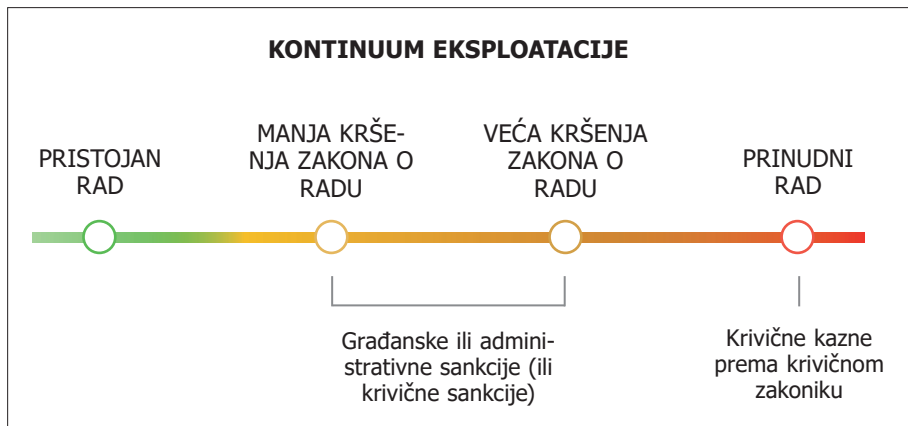 KONTINUUM EKSPLOATACIJE
PRISTOJAN
RAD
MANJA KRŠE-
NJA ZAKONA O
RADU
VEĆA KRŠENJA
ZAKONA O
RADU
PRINUDNI
RAD
Građanske ili admini-
strativne sankcije (ili
krivične sankcije)
Krivične kazne
prema krivičnom
zakoniku